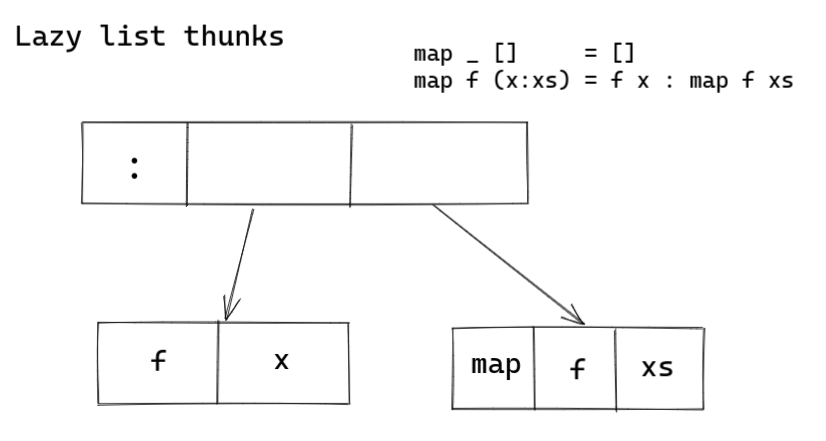 Lazy list thunks
map _ []     = []
map f (x:xs) = f x : map f xs
:
f x
map f xs